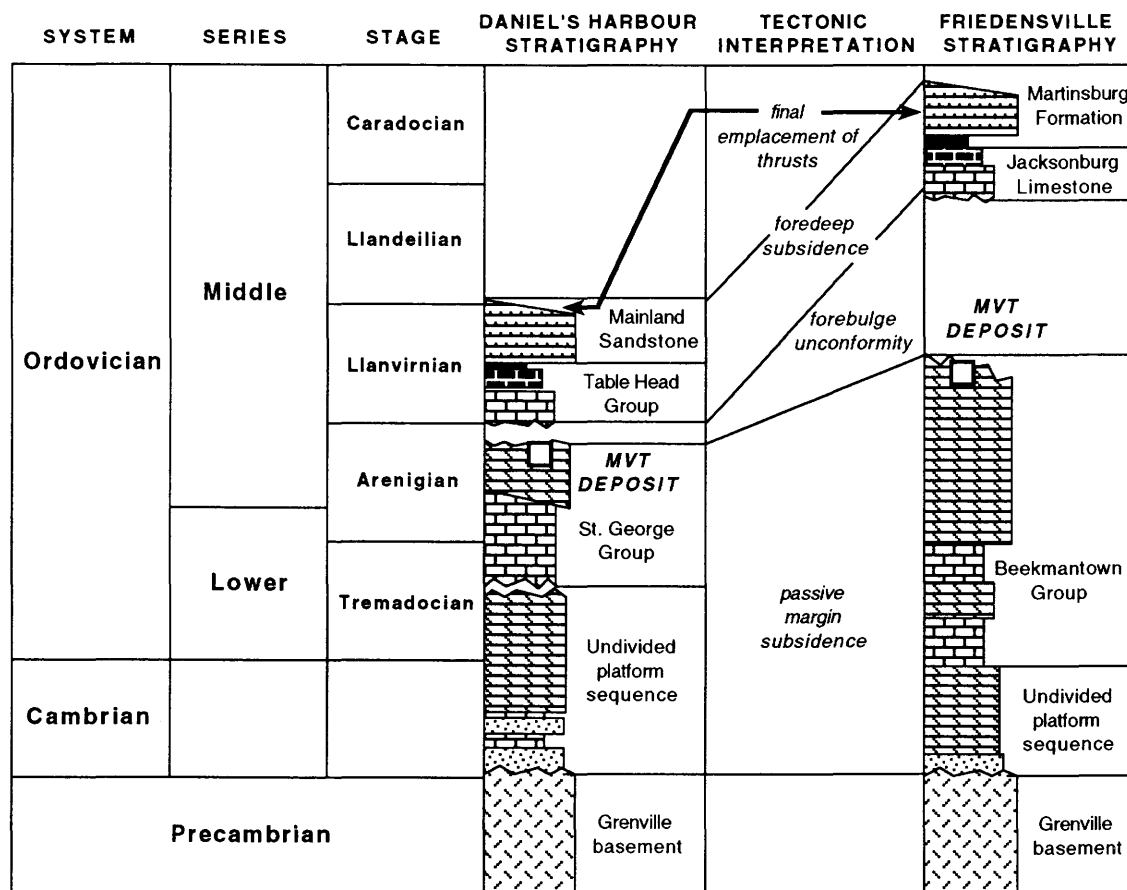 SYSTEM
SERIES
STAGE
DANIEL'S HARBOUR
STRATIGRAPHY
TECTONIC
INTERPRETATION
FRIEDENSVILLE
STRATIGRAPHY
Ordovician
Cambrian
Precambrian
Middle
Lower
Caradocian
Llandeilian
Llanvirnian
Arenigian
Tremadocian
Mainland
Sandstone
Table Head
Group
MVT
DEPOSIT
St. George
Group
Undivided
platform
sequence
Grenville
basement
final
emplacement of
thrusts
foredeep
subsidence
forebulge
unconformity
passive
margin
subsidence
Martinsburg
Formation
Jacksonburg
Limestone
MVT
DEPOSIT
Beekmantown
Group
Undivided
platform
sequence
Grenville
basement